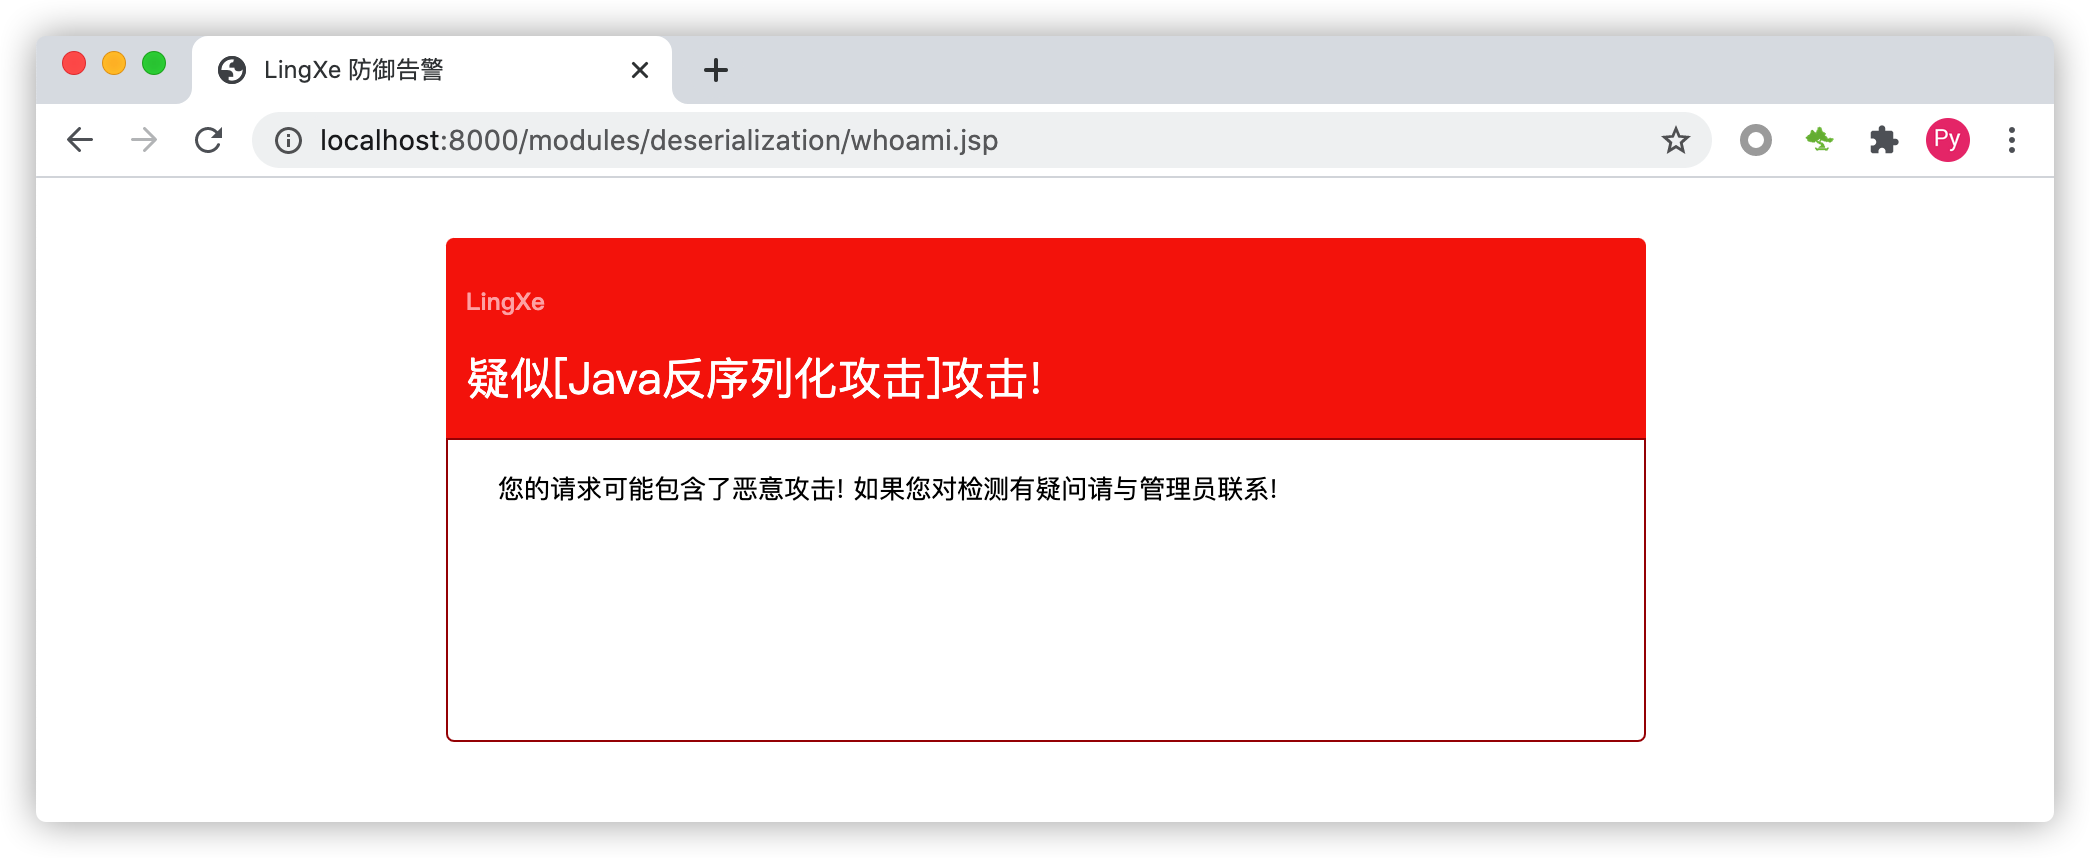 LingXe 防御告警
localhost:8000/modules/deserialization/whoami.jsp
Py
LingXe
疑似[Java反序列化攻击]攻击!
您的请求可能包含了恶意攻击! 如果您对检测有疑问请与管理员联系!